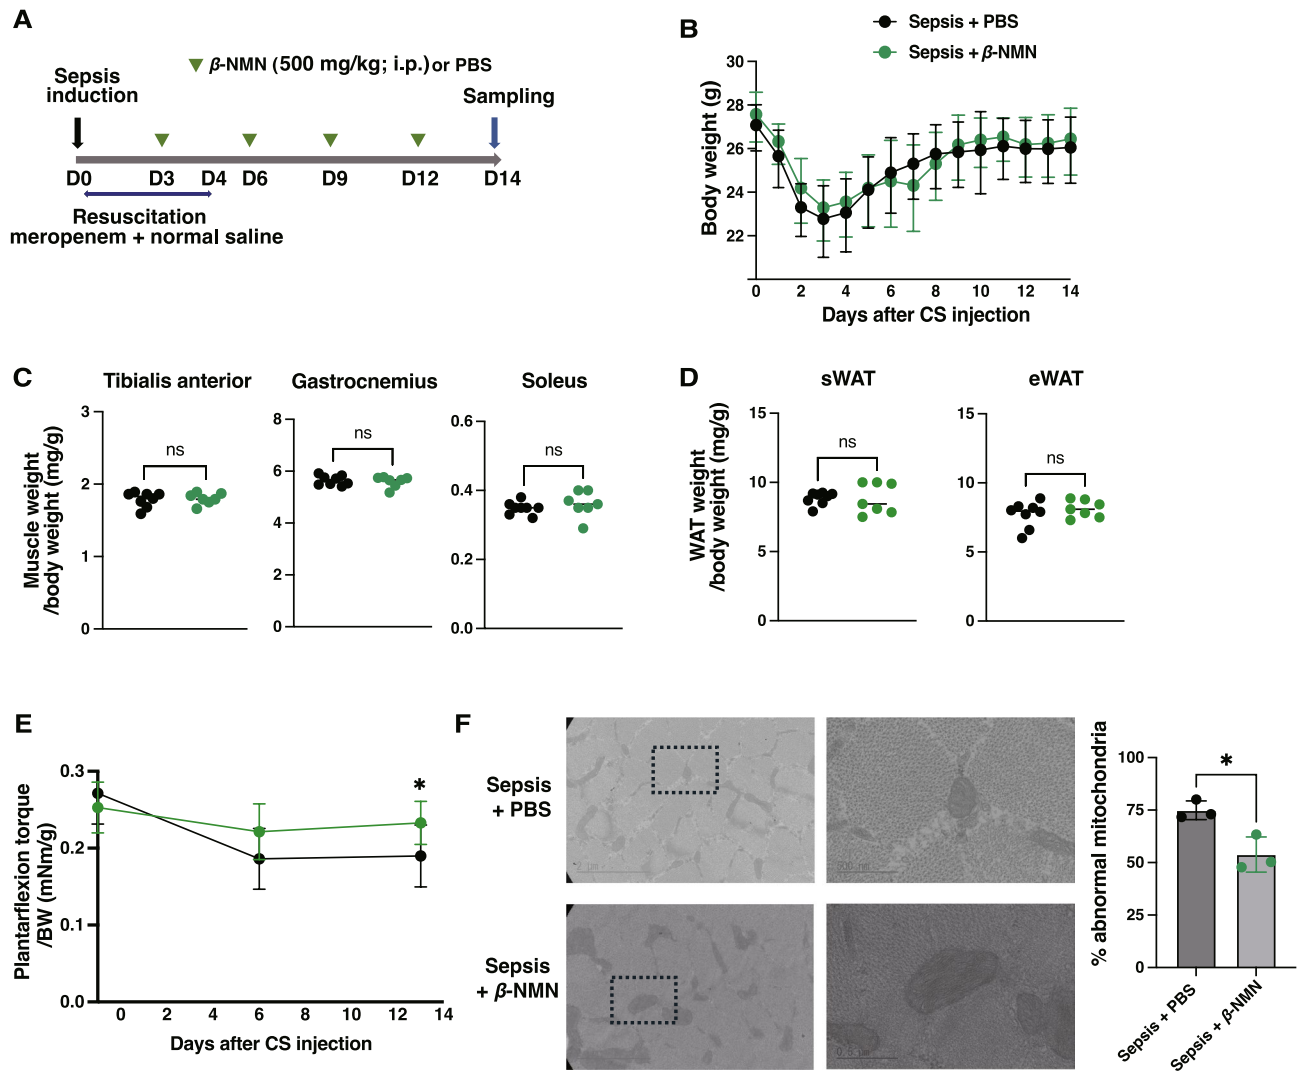 A
β-NMN (500 mg/kg; i.p.) or PBS
Sepsis
induction
Sampling
D0 D3 D4 D6 D9 D12 D14
Resuscitation
meropenem + normal saline
B
Sepsis + PBS
Sepsis + β-NMN
Body weight (g)
30
28
26
24
22
0 2 4 6 8 10 12 14
Days after CS injection
C
Tibialis anterior
Gastrocnemius
Soleus
Muscle weight
/body weight (mg/g)
3
2
1
0
ns
8
6
4
2
0
ns
0.6
0.4
0.2
0.0
ns
D
sWAT
eWAT
WAT weight
/body weight (mg/g)
15
10
5
0
ns
15
10
5
0
ns
E
Plantarflexion torque
/BW (mNm/g)
0.3
0.2
0.1
0.0
*
0 2 4 6 8 10 12 14
Days after CS injection
F
Sepsis
+ PBS
2 µm
Sepsis
+ β-NMN
0.5 µm
% abnormal mitochondria
100
75
50
25
0
*
Sepsis + PBS
Sepsis + β-NMN